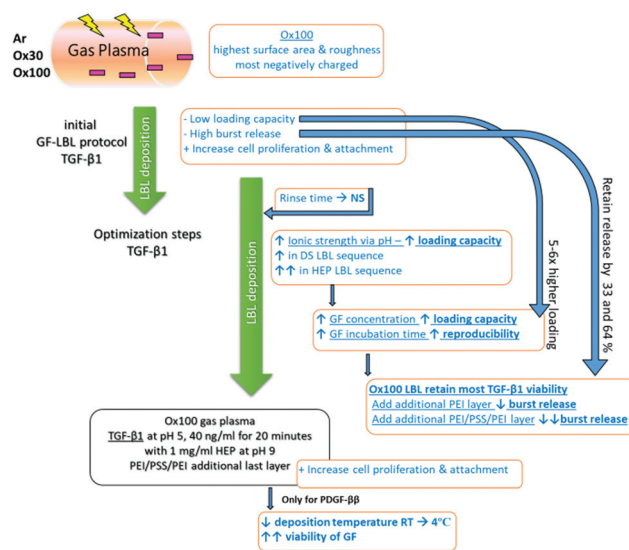 Ar
Ox30
Ox100
Gas Plasma
Ox100
highest surface area & roughness
most negatively charged
initial
GF-LBL protocol
TGF-β1
LBL deposition
- Low loading capacity
- High burst release
+ Increase cell proliferation & attachment
Retain release by 33 and 64 %
5-6x higher loading
Optimization steps
TGF-β1
LBL deposition
Rinse time → NS
↑ Ionic strength via pH – ↑ loading capacity
↑ in DS LBL sequence
↑↑ in HEP LBL sequence
↑ GF concentration ↑ loading capacity
↑ GF incubation time ↑ reproducibility
Ox100 LBL retain most TGF-β1 viability
Add additional PEI layer ↓ burst release
Add additional PEI/PSS/PEI layer ↓↓burst release
Ox100 gas plasma
TGF-β1 at pH 5, 40 ng/ml for 20 minutes
with 1 mg/ml HEP at pH 9
PEI/PSS/PEI additional last layer
+ Increase cell proliferation & attachment
Only for PDGF-ββ
↓ deposition temperature RT → 4°C
↑↑ viability of GF